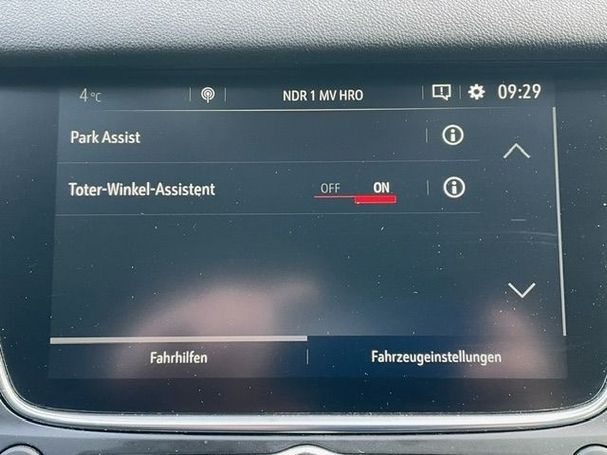 4°C NDR 1 MV HRO 09:29
Park Assist
Toter-Winkel-Assistent OFF ON
Fahrhilfen Fahrzeugeinstellungen